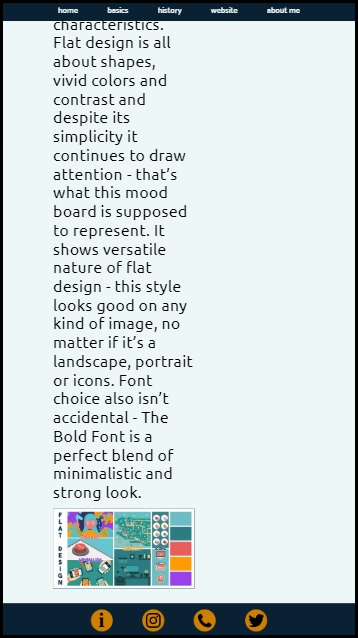 home basics history website about me
characteristics.
Flat design is all
about shapes,
vivid colors and
contrast and
despite its
simplicity it
continues to draw
attention - that's
what this mood
board is supposed
to represent. It
shows versatile
nature of flat
design - this style
looks good on any
kind of image, no
matter if it's a
landscape, portrait
or icons. Font
choice also isn't
accidental - The
Bold Font is a
perfect blend of
minimalistic and
strong look.
FLAT DESIGN